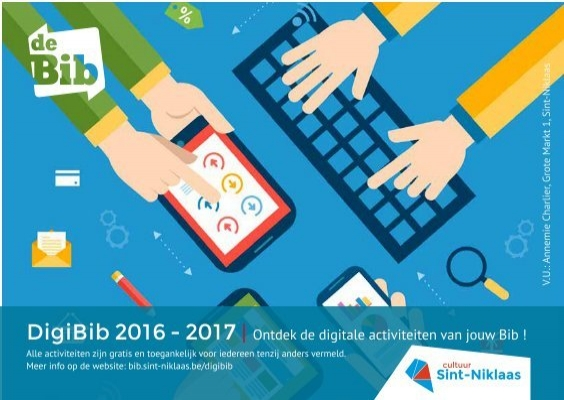 de
Bib
%
V.U.: Annemie Charlier, Grote Markt 1, Sint-Niklaas
DigiBib 2016 - 2017 | Ontdek de digitale activiteiten van jouw Bib !
Alle activiteiten zijn gratis en toegankelijk voor iedereen tenzij anders vermeld.
Meer info op de website: bib.sint-niklaas.be/digibib
cultuur
Sint-Niklaas